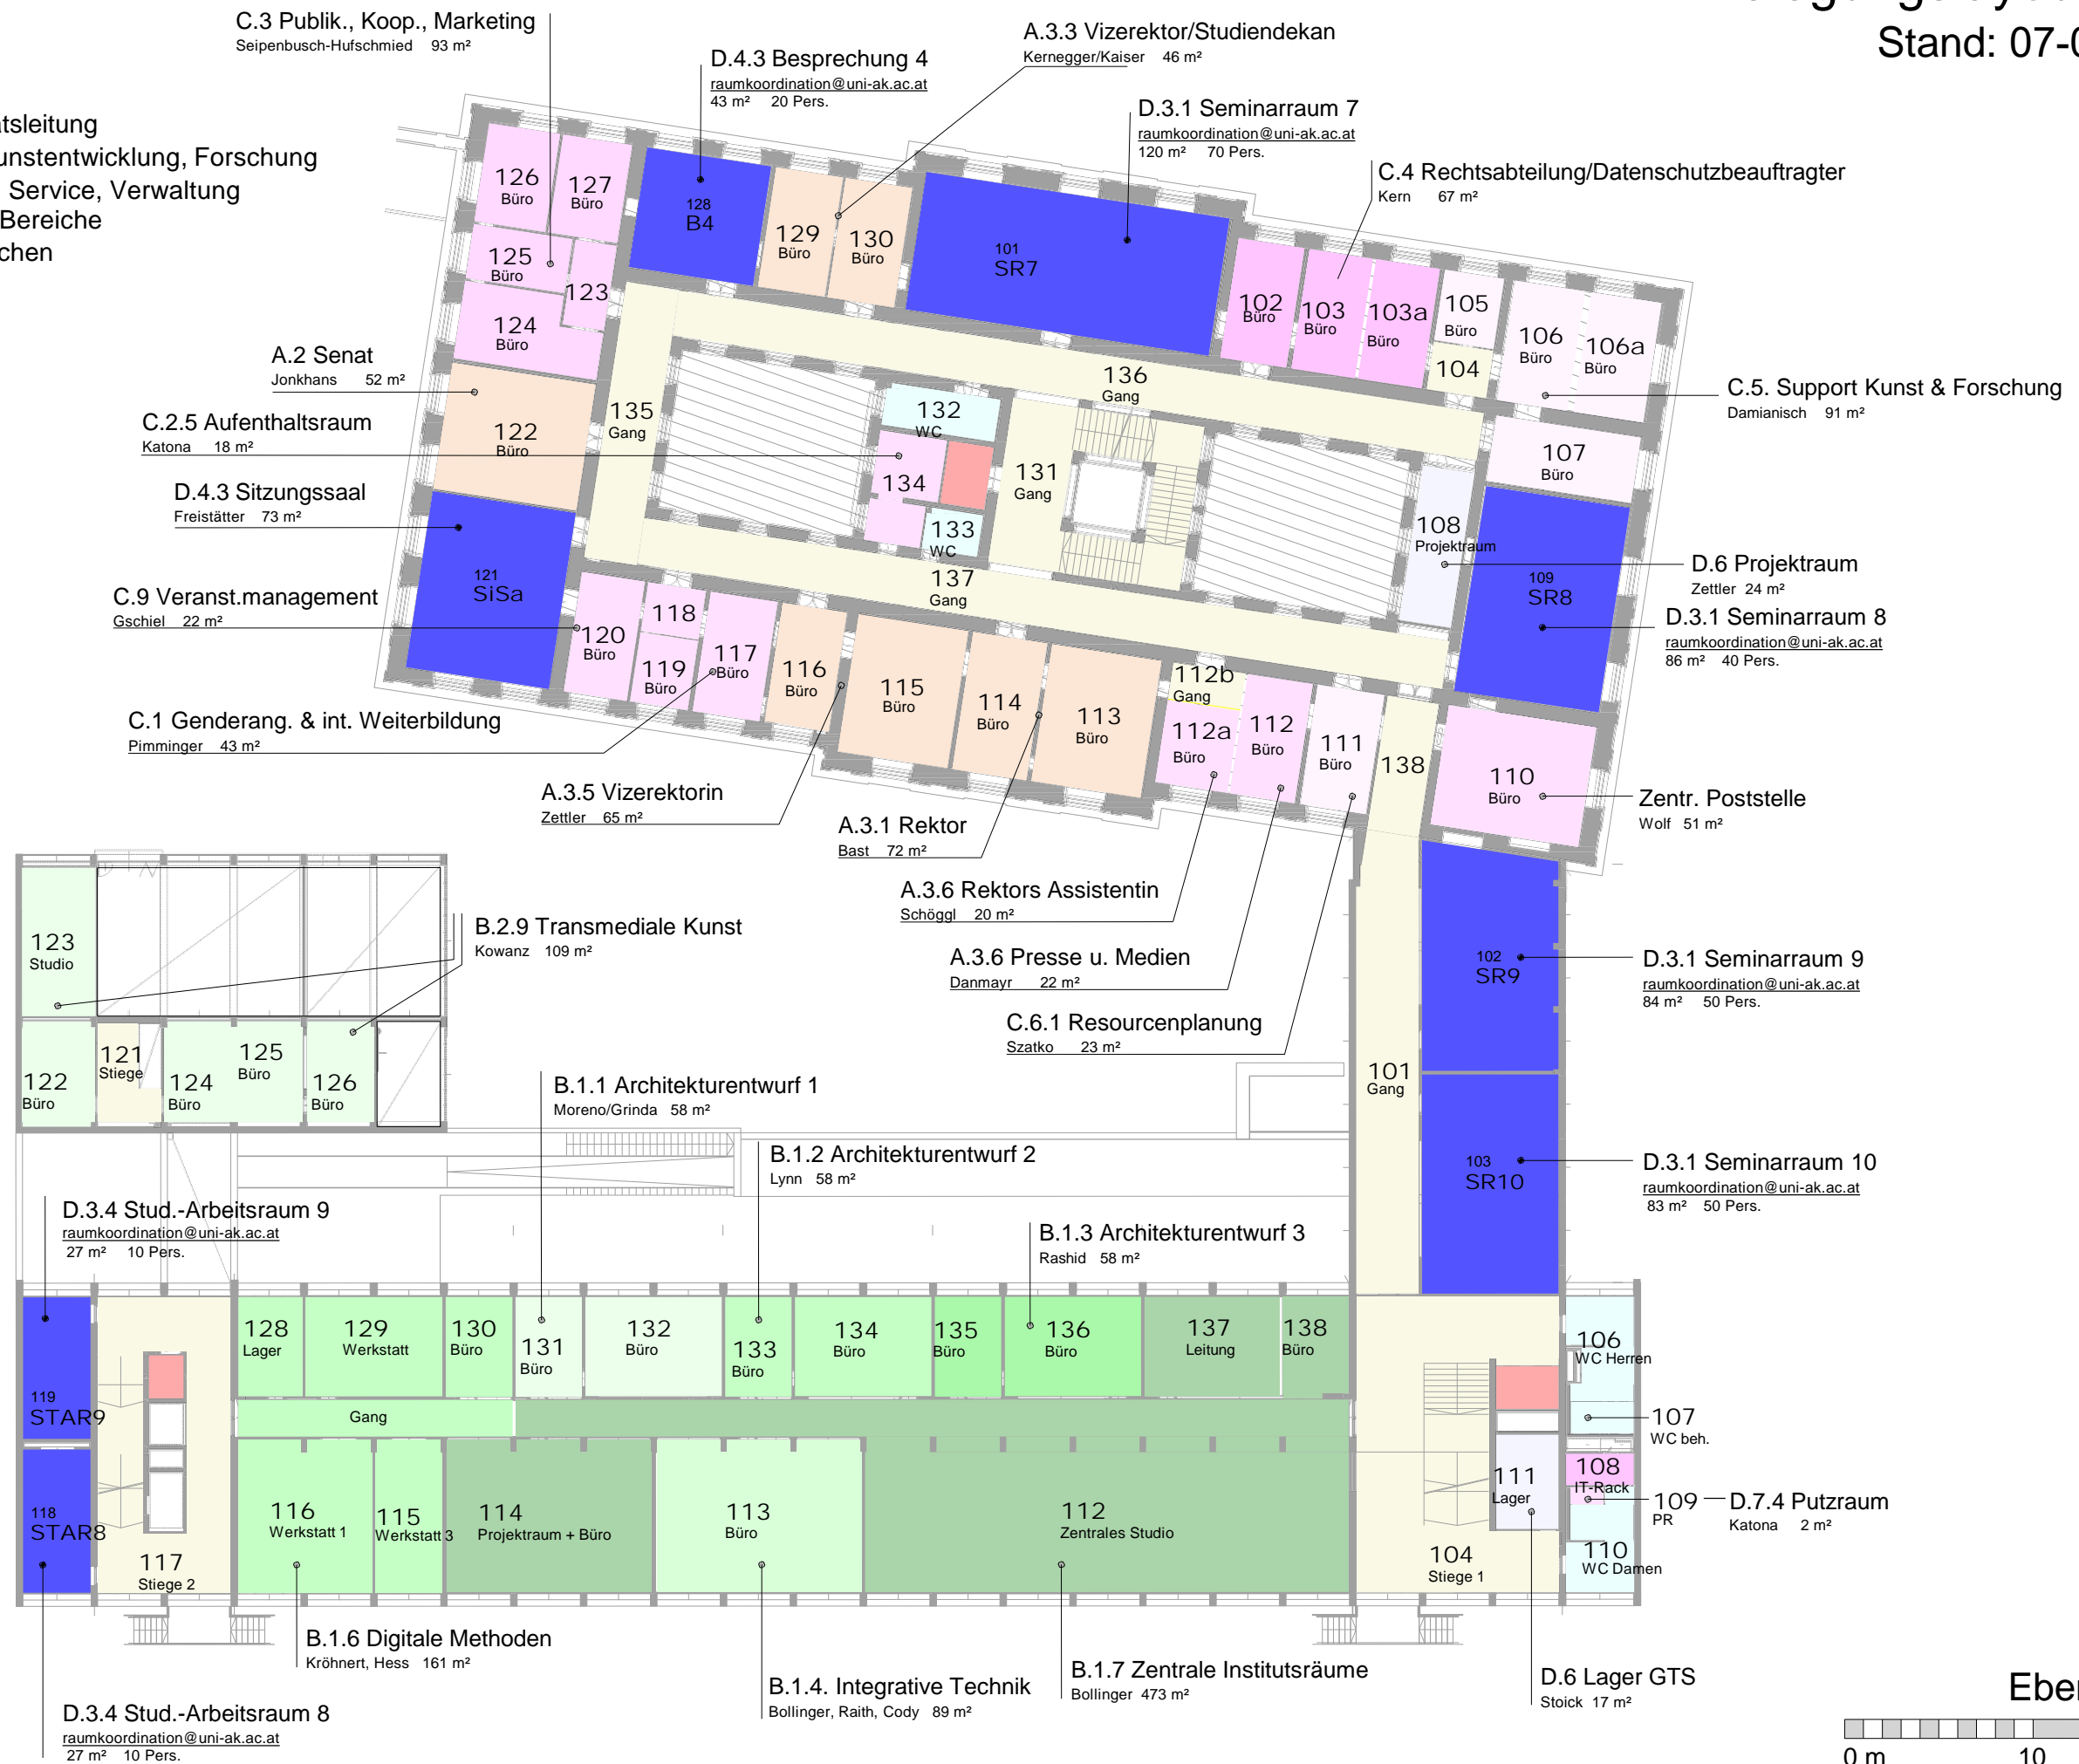 Stand: 07-0
C.3 Publik., Koop., Marketing
Seipenbusch-Hufschmied 93 m²
D.4.3 Besprechung 4
raumkoordination@uni-ak.ac.at
43 m² 20 Pers.
A.3.3 Vizerektor/Studiendekan
Kernegger/Kaiser 46 m²
D.3.1 Seminarraum 7
raumkoordination@uni-ak.ac.at
120 m² 70 Pers.
C.4 Rechtsabteilung/Datenschutzbeauftragter
Kern 67 m²
tsleitung
unstentwicklung, Forschung
Service, Verwaltung
Bereiche
chen
126
Büro
127
Büro
128
B4
129
Büro
130
Büro
101
SR7
102
Büro
103
Büro
103a
Büro
105
Büro
104
106
Büro
106a
Büro
125
Büro
123
124
Büro
A.2 Senat
Jonkhans 52 m²
C.2.5 Aufenthaltsraum
Katona 18 m²
D.4.3 Sitzungssaal
Freistätter 73 m²
C.9 Veranst.management
Gschiel 22 m²
C.1 Genderang. & int. Weiterbildung
Pimminger 43 m²
122
Büro
135
Gang
136
Gang
132
WC
134
133
WC
131
Gang
137
Gang
107
Büro
108
Projektraum
109
SR8
C.5. Support Kunst & Forschung
Damianisch 91 m²
D.6 Projektraum
Zettler 24 m²
D.3.1 Seminarraum 8
raumkoordination@uni-ak.ac.at
86 m² 40 Pers.
121
SiSa
120
Büro
118
119
Büro
117
Büro
116
Büro
115
Büro
114
Büro
113
Büro
112b
Gang
112a
Büro
112
Büro
111
Büro
138
110
Büro
Zentr. Poststelle
Wolf 51 m²
A.3.5 Vizerektorin
Zettler 65 m²
A.3.1 Rektor
Bast 72 m²
A.3.6 Rektors Assistentin
Schöggl 20 m²
A.3.6 Presse u. Medien
Danmayr 22 m²
C.6.1 Resourcenplanung
Szatko 23 m²
B.2.9 Transmediale Kunst
Kowanz 109 m²
123
Studio
122
Büro
121
Stiege
124
Büro
125
Büro
126
Büro
102
SR9
D.3.1 Seminarraum 9
raumkoordination@uni-ak.ac.at
84 m² 50 Pers.
101
Gang
103
SR10
D.3.1 Seminarraum 10
raumkoordination@uni-ak.ac.at
83 m² 50 Pers.
B.1.1 Architekturentwurf 1
Moreno/Grinda 58 m²
B.1.2 Architekturentwurf 2
Lynn 58 m²
B.1.3 Architekturentwurf 3
Rashid 58 m²
D.3.4 Stud.-Arbeitsraum 9
raumkoordination@uni-ak.ac.at
27 m² 10 Pers.
128
Lager
129
Werkstatt
130
Büro
131
Büro
132
Büro
133
Büro
134
Büro
135
Büro
136
Büro
137
Leitung
138
Büro
106
WC Herren
107
WC beh.
119
STAR9
Gang
118
STAR8
117
Stiege 2
116
Werkstatt 1
115
Werkstatt 3
114
Projektraum + Büro
113
Büro
112
Zentrales Studio
104
Stiege 1
111
Lager
108
IT-Rack
109
PR
D.7.4 Putzraum
Katona 2 m²
110
WC Damen
B.1.6 Digitale Methoden
Kröhnert, Hess 161 m²
B.1.4. Integrative Technik
Bollinger, Raith, Cody 89 m²
B.1.7 Zentrale Institutsräume
Bollinger 473 m²
D.6 Lager GTS
Stoick 17 m²
D.3.4 Stud.-Arbeitsraum 8
raumkoordination@uni-ak.ac.at
27 m² 10 Pers.
Eber
0 m 10